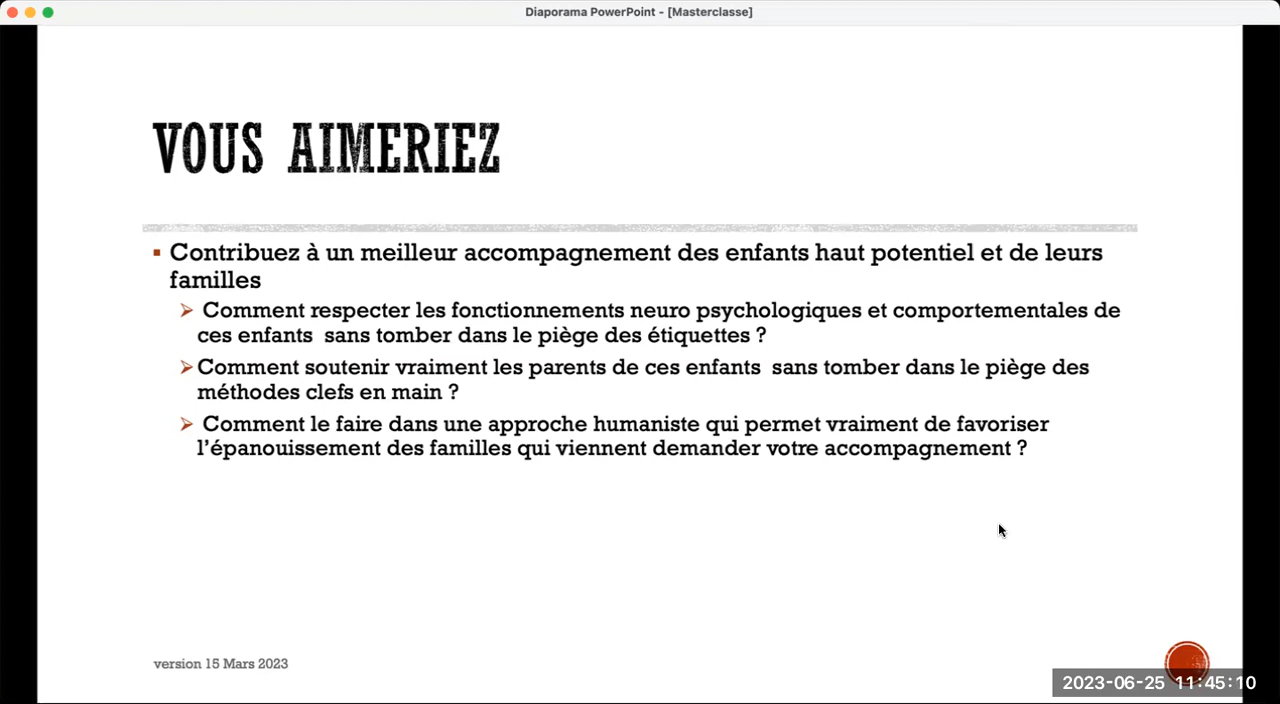 Diaporama PowerPoint - [Masterclasse]
VOUS AIMERIEZ
▪ Contribuez à un meilleur accompagnement des enfants haut potentiel et de leurs
familles
➢ Comment respecter les fonctionnements neuro psychologiques et comportementales de
ces enfants  sans tomber dans le piège des étiquettes ?
➢ Comment soutenir vraiment les parents de ces enfants  sans tomber dans le piège des
méthodes clefs en main ?
➢ Comment le faire dans une approche humaniste qui permet vraiment de favoriser
l’épanouissement des familles qui viennent demander votre accompagnement ?
version 15 Mars 2023
2023-06-25 11:45:10